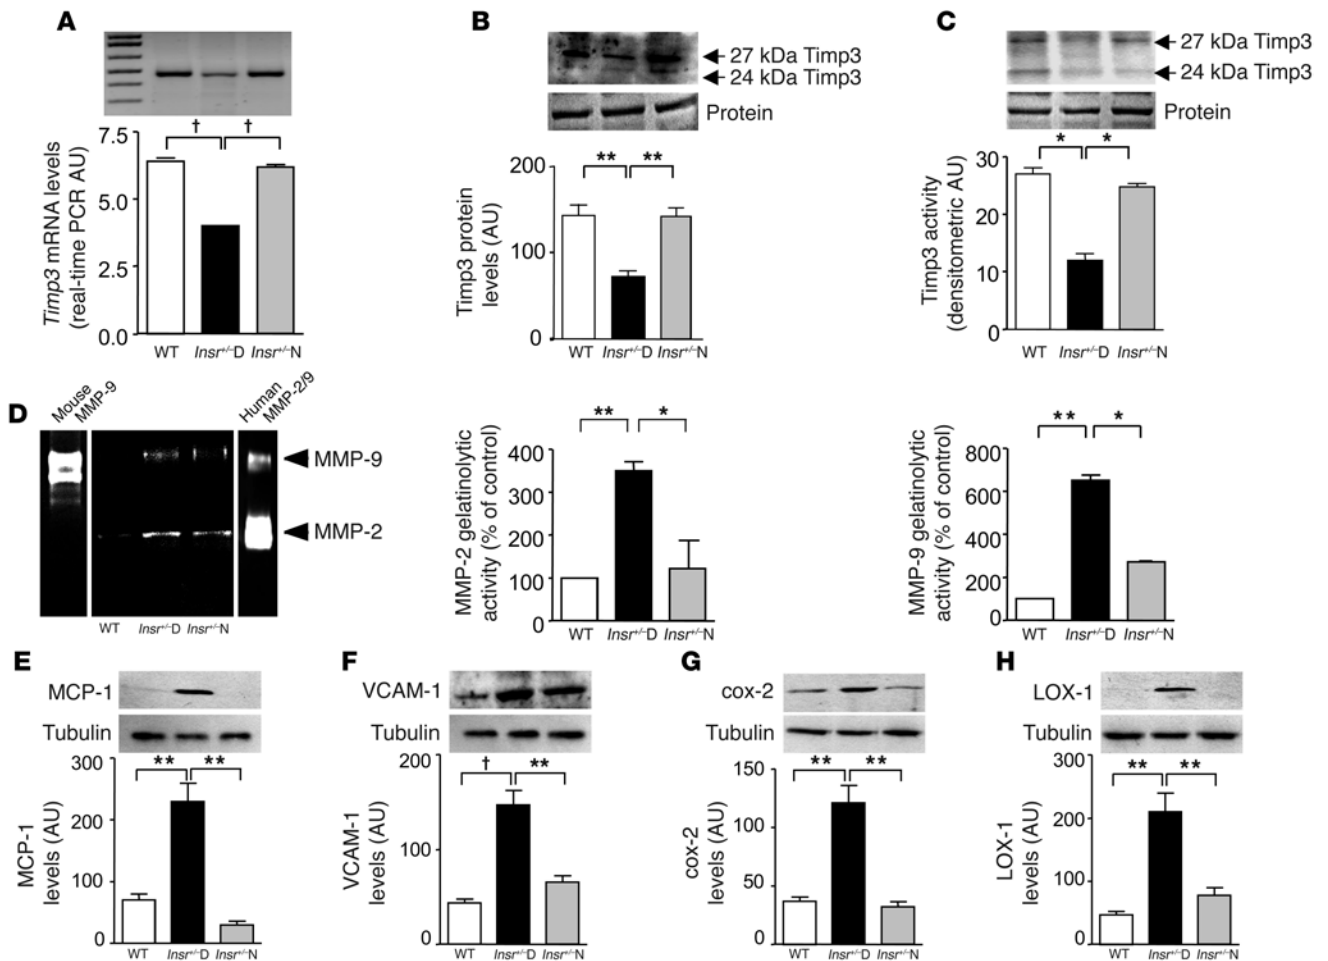 A
7.5
5.0
2.5
0.0
Timp3 mRNA levels
(real-time PCR AU)
† †
WT Insr+/–D Insr+/–N
B
27 kDa Timp3
24 kDa Timp3
Protein
200
100
0
Timp3 protein
levels (AU)
** **
WT Insr+/–D Insr+/–N
C
27 kDa Timp3
24 kDa Timp3
Protein
30
20
10
0
Timp3 activity
(densitometric AU)
* *
WT Insr+/–D Insr+/–N
D
Mouse
MMP-9
Human
MMP-2/9
MMP-9
MMP-2
WT Insr+/–D Insr+/–N
400
300
200
100
0
MMP-2 gelatinolytic
activity (% of control)
** *
WT Insr+/–D Insr+/–N
800
600
400
200
0
MMP-9 gelatinolytic
activity (% of control)
** *
WT Insr+/–D Insr+/–N
E
MCP-1
Tubulin
300
200
100
0
MCP-1
levels (AU)
** **
WT Insr+/–D Insr+/–N
F
VCAM-1
Tubulin
200
100
0
VCAM-1
levels (AU)
† **
WT Insr+/–D Insr+/–N
G
cox-2
Tubulin
150
100
50
0
cox-2
levels (AU)
** **
WT Insr+/–D Insr+/–N
H
LOX-1
Tubulin
300
200
100
0
LOX-1
levels (AU)
** **
WT Insr+/–D Insr+/–N